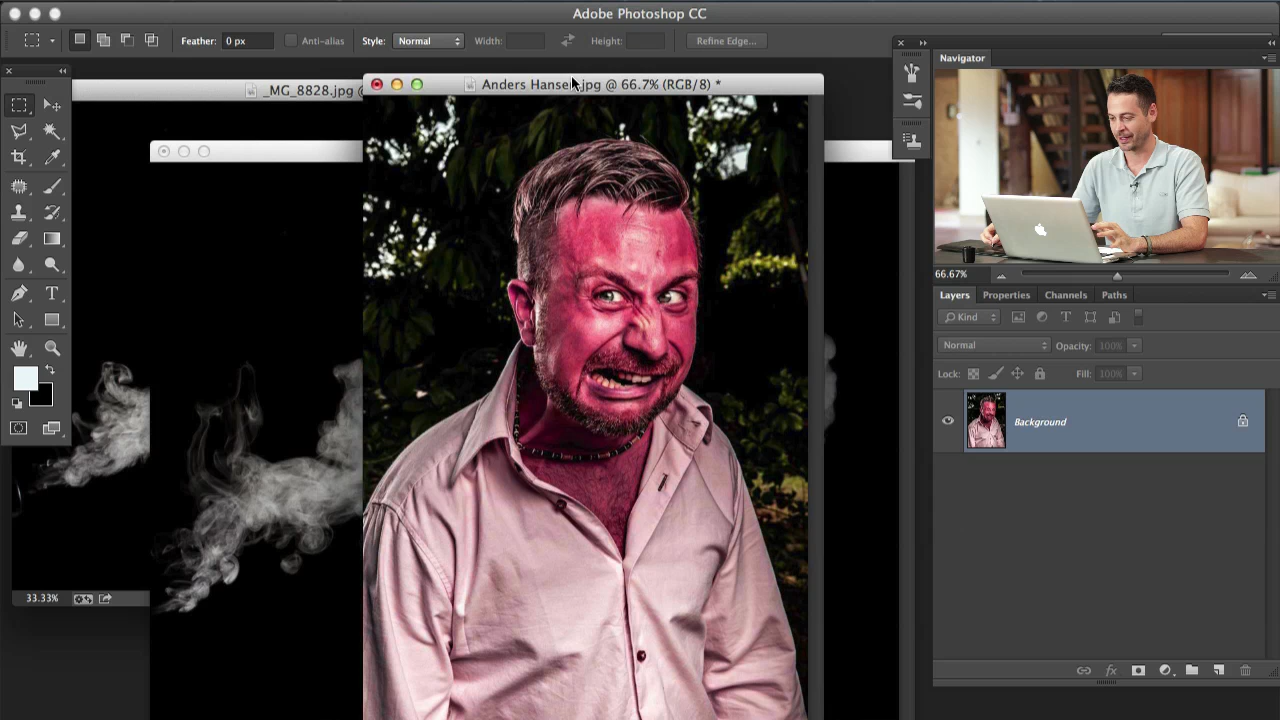 Adobe Photoshop CC
Feather: 0 px Anti-alias Style: Normal Width: Height: Refine Edge...
Navigator
_MG_8828.jpg @
Anders Hansen.jpg @ 66.7% (RGB/8) *
66.67%
Layers Properties Channels Paths
Kind
Normal Opacity: 100%
Lock: Fill: 100%
Background
33.33%
fx